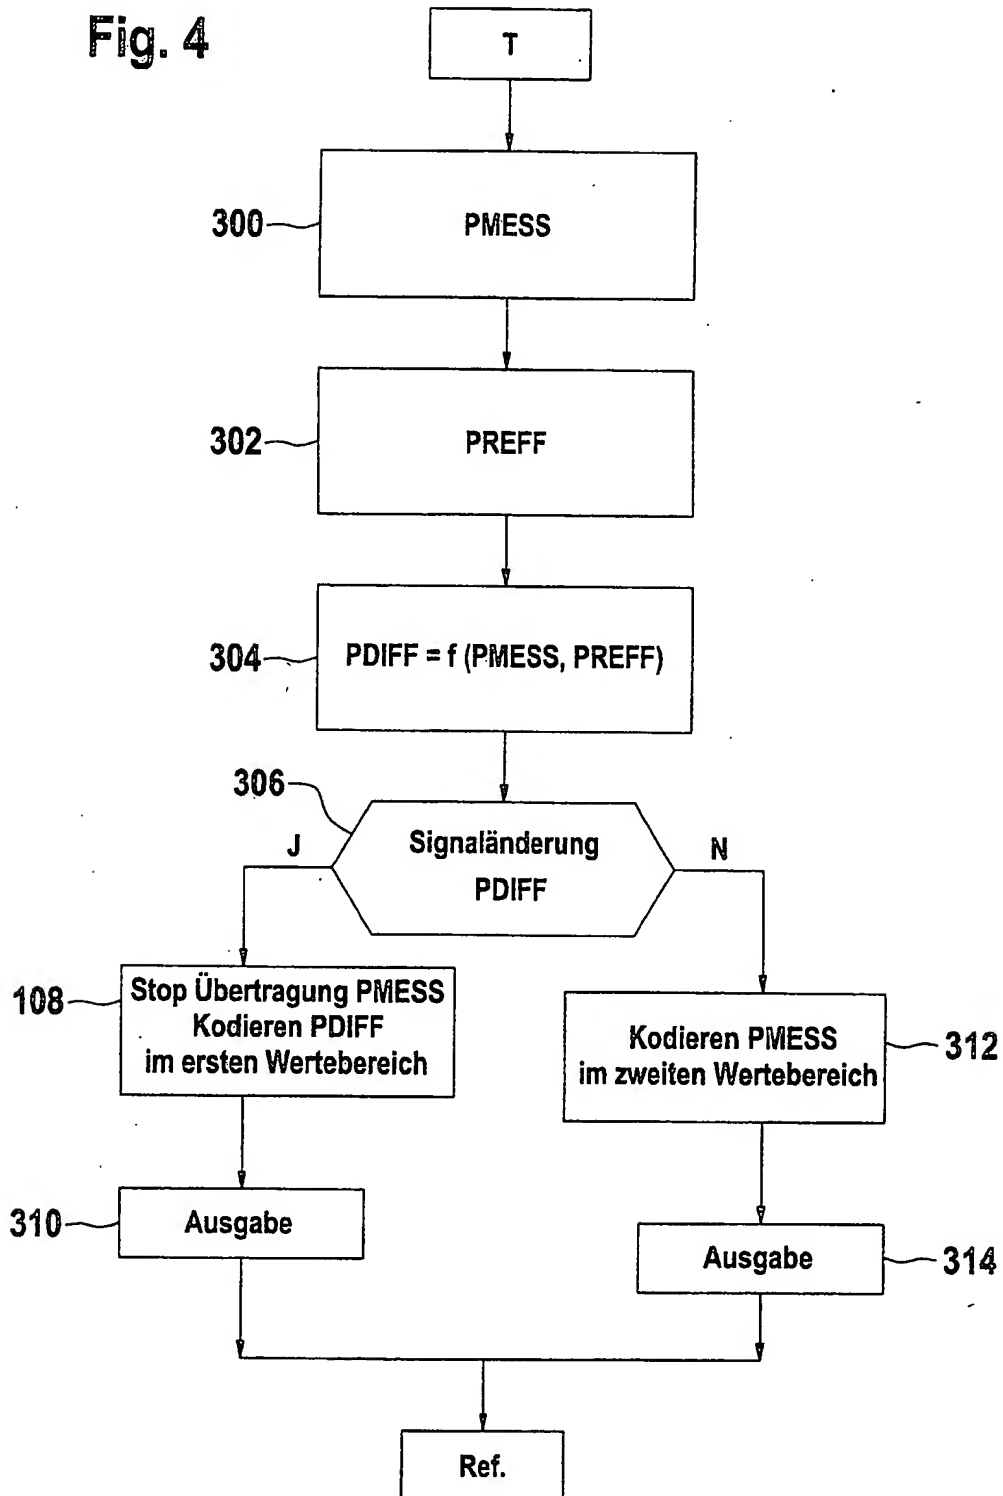 Fig. 4
T
300
PMESS
302
PREFF
304
PDIFF = f (PMESS, PREFF)
306
Signaländerung
PDIFF
J
N
108
Stop Übertragung PMESS
Kodieren PDIFF
im ersten Wertebereich
Kodieren PMESS
im zweiten Wertebereich
312
310
Ausgabe
Ausgabe
314
Ref.